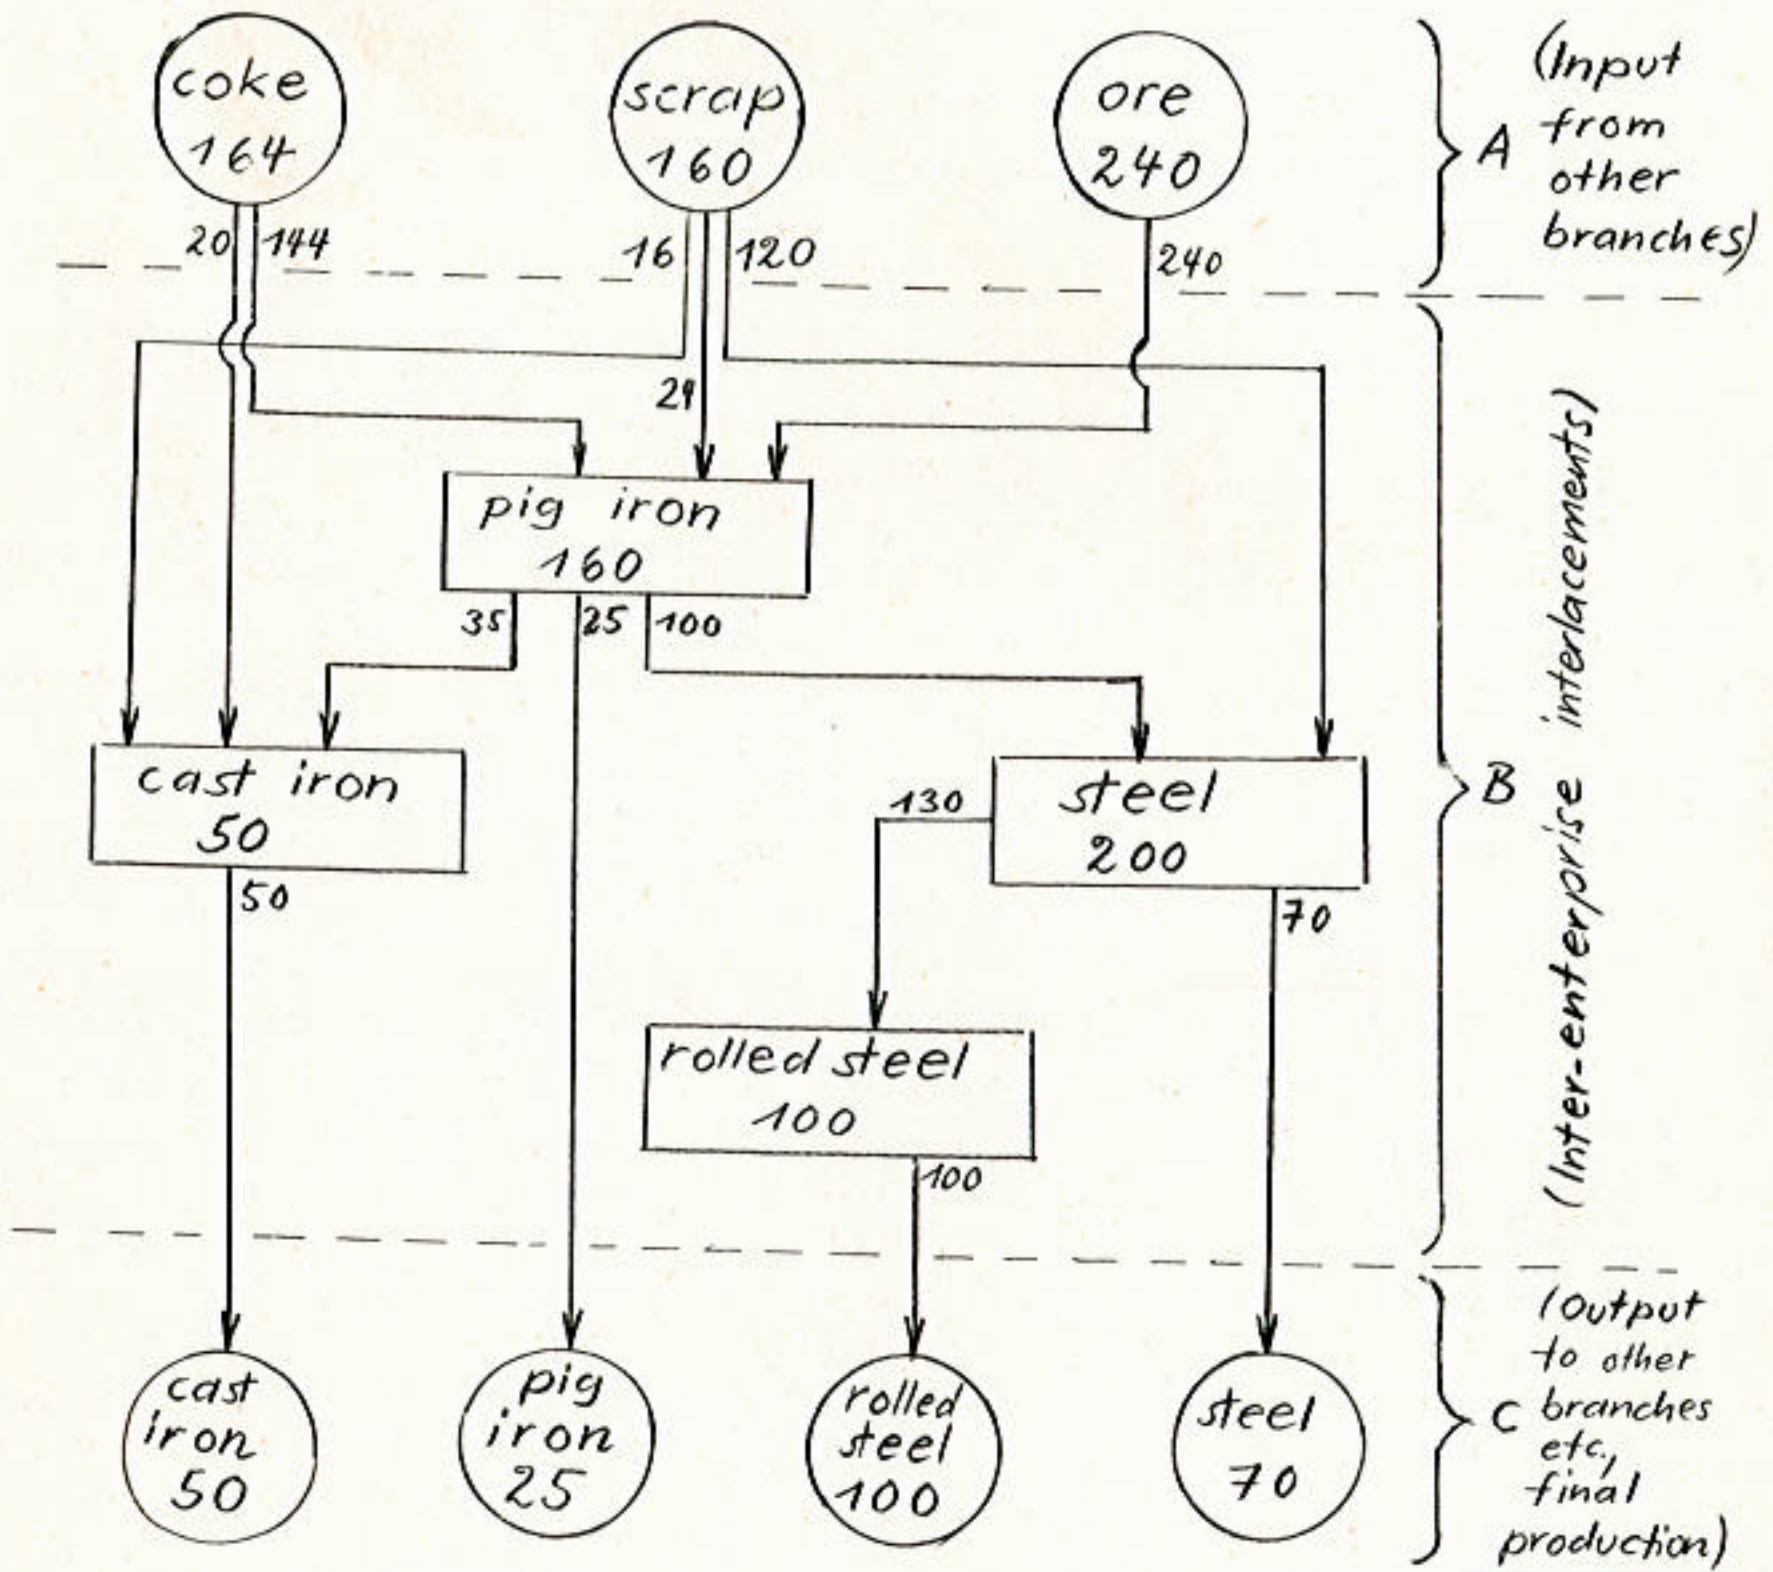 coke
164
scrap
160
ore
240
A
(Input
from
other
branches)
20
144
16
120
240
24
pig iron
160
35
25
100
cast iron
50
50
130
steel
200
70
B
(Inter-enterprise interlacements)
rolled steel
100
100
cast
iron
50
pig
iron
25
rolled
steel
100
steel
70
C
(Output
to other
branches
etc.,
final
production)